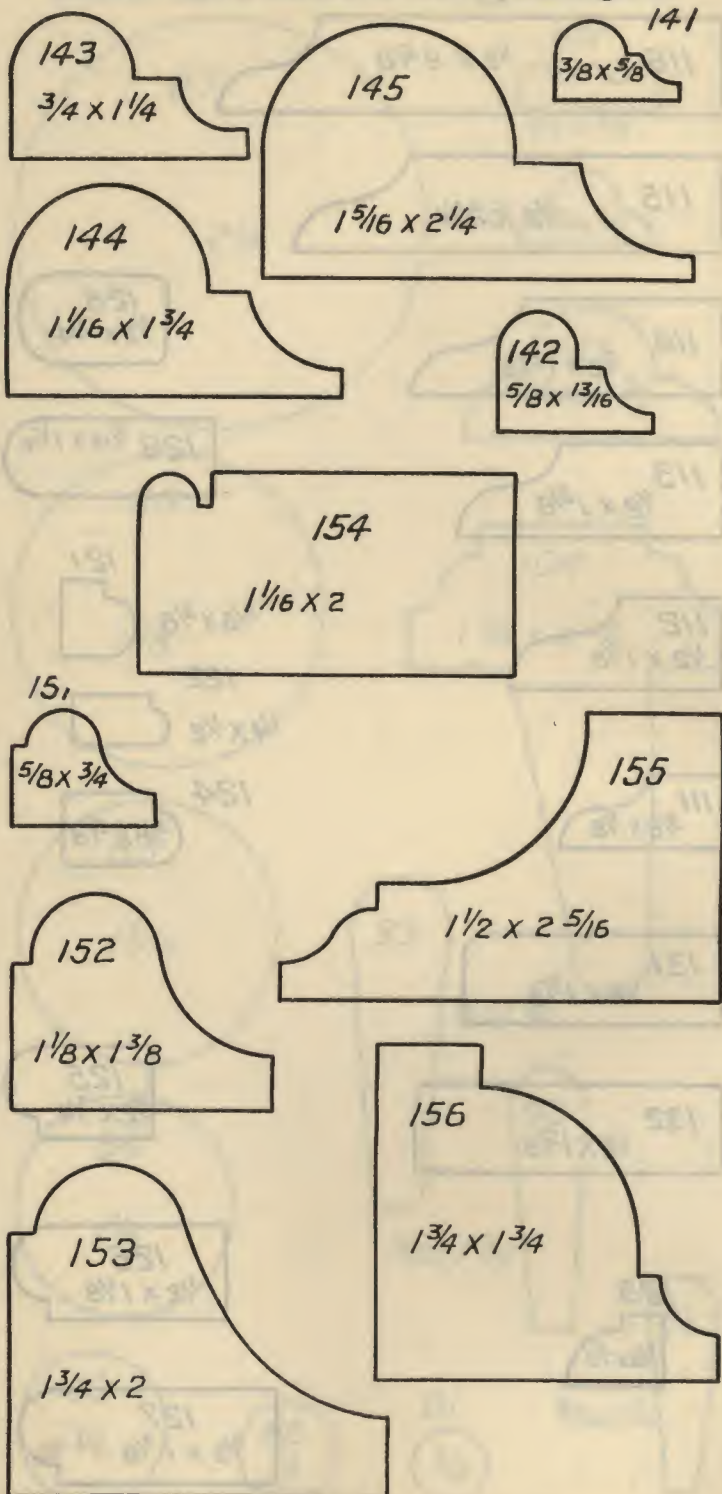 141
3/8 x 5/8
143
3/4 x 1 1/4
145
1 5/16 x 2 1/4
144
1 1/16 x 1 3/4
142
5/8 x 13/16
154
1 1/16 x 2
151
5/8 x 3/4
155
1 1/2 x 2 5/16
152
1 1/8 x 1 3/8
156
1 3/4 x 1 3/4
153
1 3/4 x 2